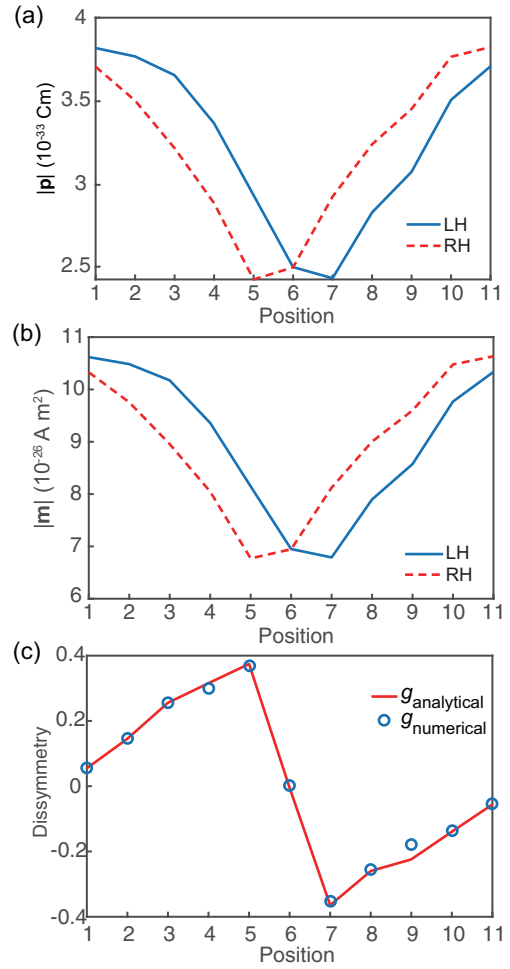 (a)
4
3.5
3
2.5
|p| (10⁻³³ Cm)
LH
RH
1 2 3 4 5 6 7 8 9 10 11
Position
(b)
11
10
9
8
7
6
|m| (10⁻²⁶ A m²)
LH
RH
1 2 3 4 5 6 7 8 9 10 11
Position
(c)
0.4
0.2
0
-0.2
-0.4
Dissymmetry
g analytical
g numerical
1 2 3 4 5 6 7 8 9 10 11
Position